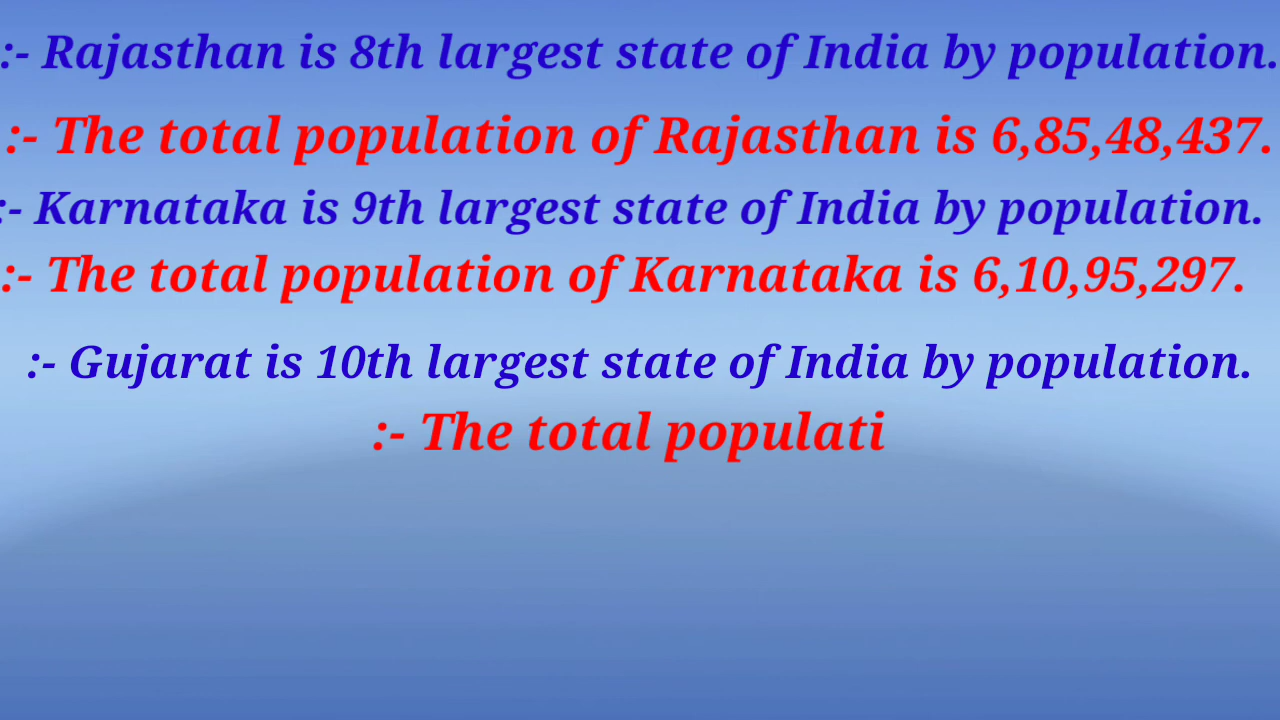 :- Rajasthan is 8th largest state of India by population.
:- The total population of Rajasthan is 6,85,48,437.
:- Karnataka is 9th largest state of India by population.
:- The total population of Karnataka is 6,10,95,297.
:- Gujarat is 10th largest state of India by population.
:- The total populati